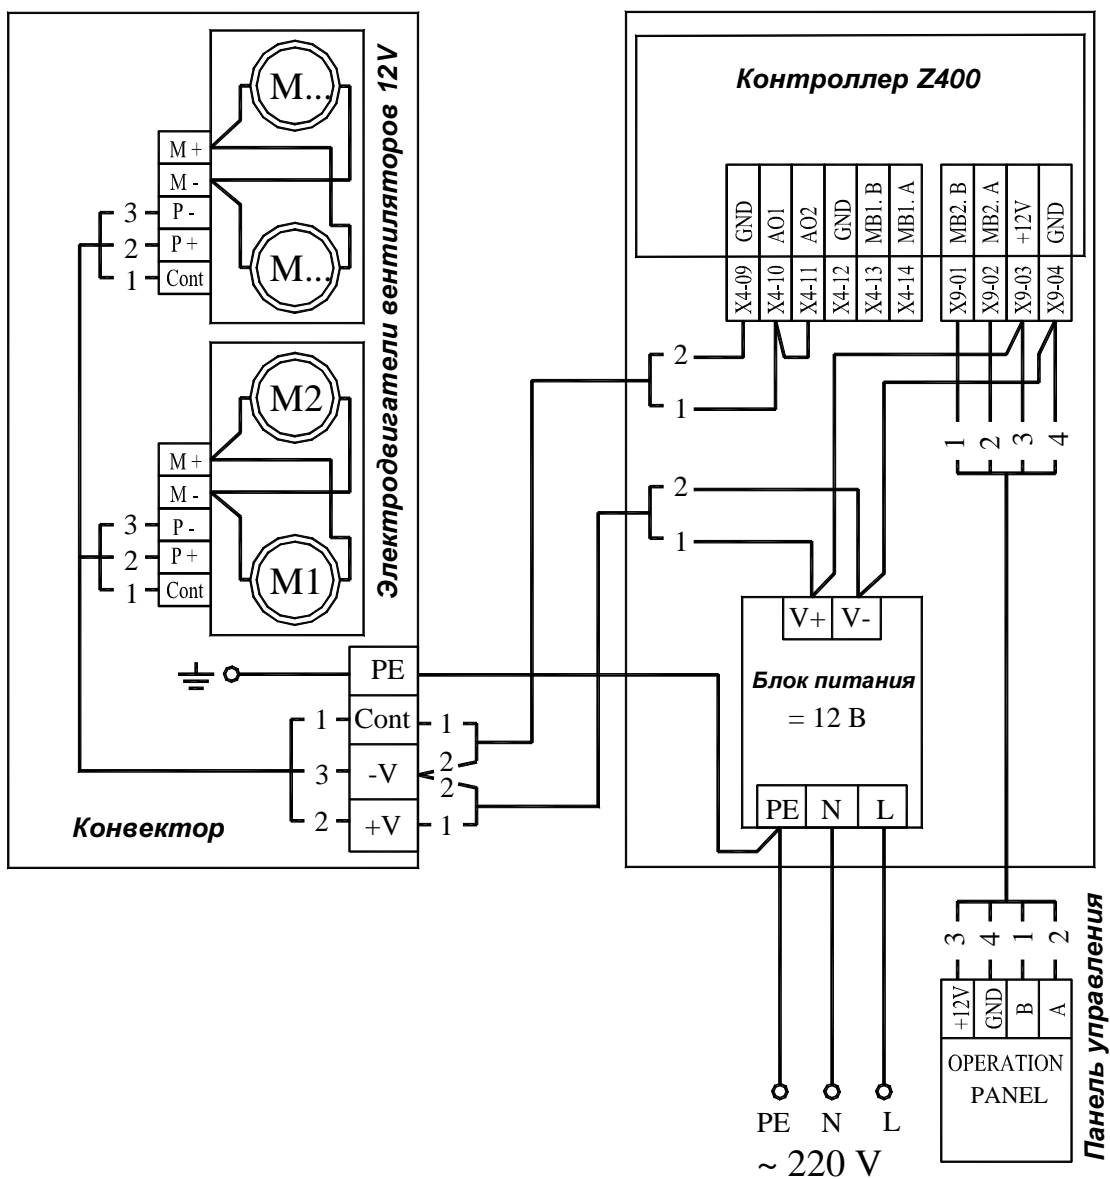 Электродвигатели вентиляторов 12V
M...
M +
M -
3 P -
2 P +
1 Cont
M...
M2
M +
M -
3 P -
2 P +
1 Cont
M1
PE
1 Cont 1
2
3 -V
2
2 +V 1
Конвектор
Контроллер Z400
GND
AO1
AO2
GND
MB1. B
MB1. A
MB2. B
MB2. A
+12V
GND
X4-09
X4-10
X4-11
X4-12
X4-13
X4-14
X9-01
X9-02
X9-03
X9-04
2
1
1
2
3
4
2
1
V+ V-
Блок питания
= 12 В
PE N L
PE N L
~ 220 V
3
4
1
2
+12V
GND
B
A
OPERATION
PANEL
Панель управления